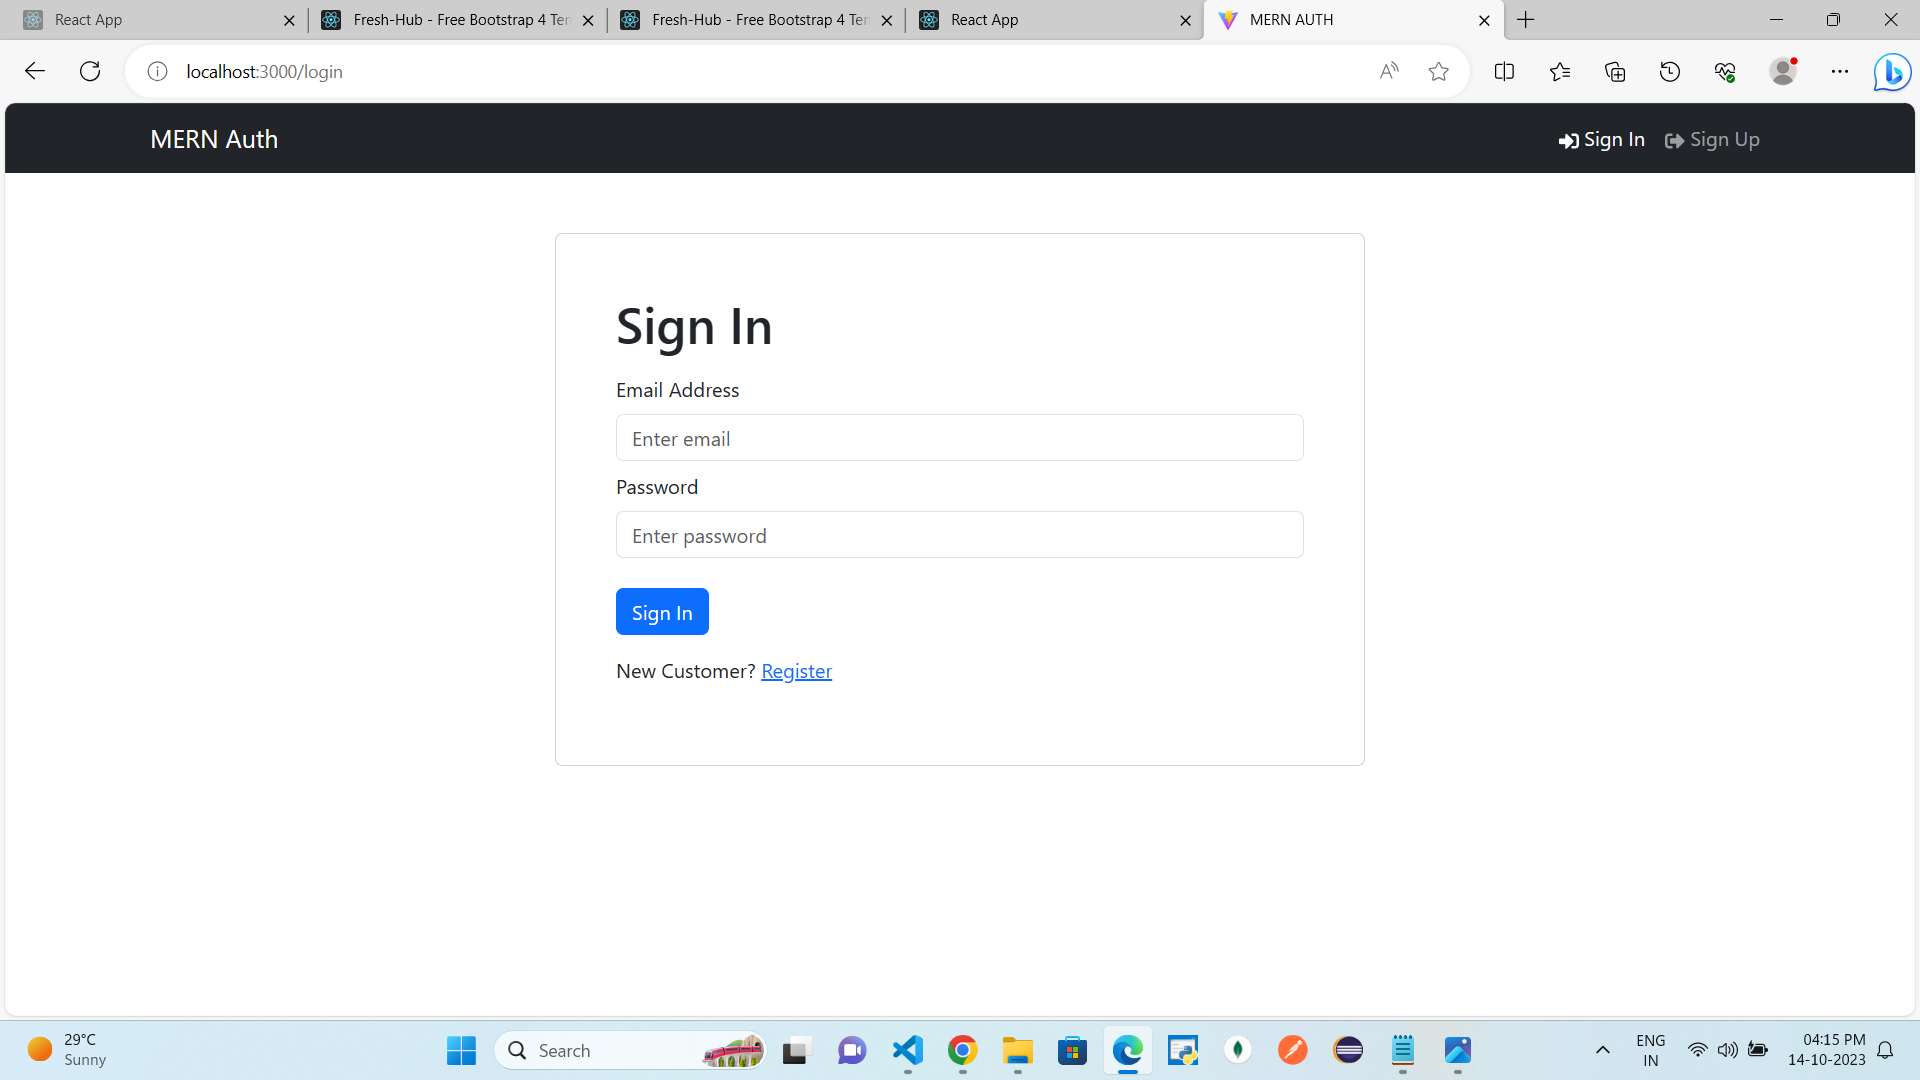 React App
Fresh-Hub - Free Bootstrap 4 Ten
Fresh-Hub - Free Bootstrap 4 Ten
React App
MERN AUTH
localhost:3000/login
MERN Auth
Sign In
Sign Up
Sign In
Email Address
Enter email
Password
Enter password
Sign In
New Customer? Register
29°C
Sunny
Search
ENG
IN
04:15 PM
14-10-2023